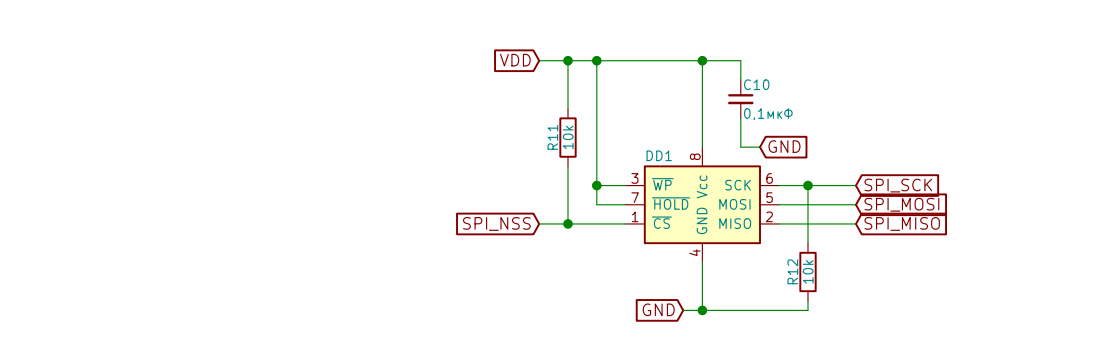 VDD
C10
0,1мкФ
R11
10k
GND
DD1
8
3
WP
SCK
6
SPI_SCK
7
HOLD
Vcc
MOSI
5
SPI_MOSI
SPI_NSS
1
CS
GND
MISO
2
SPI_MISO
4
R12
10k
GND